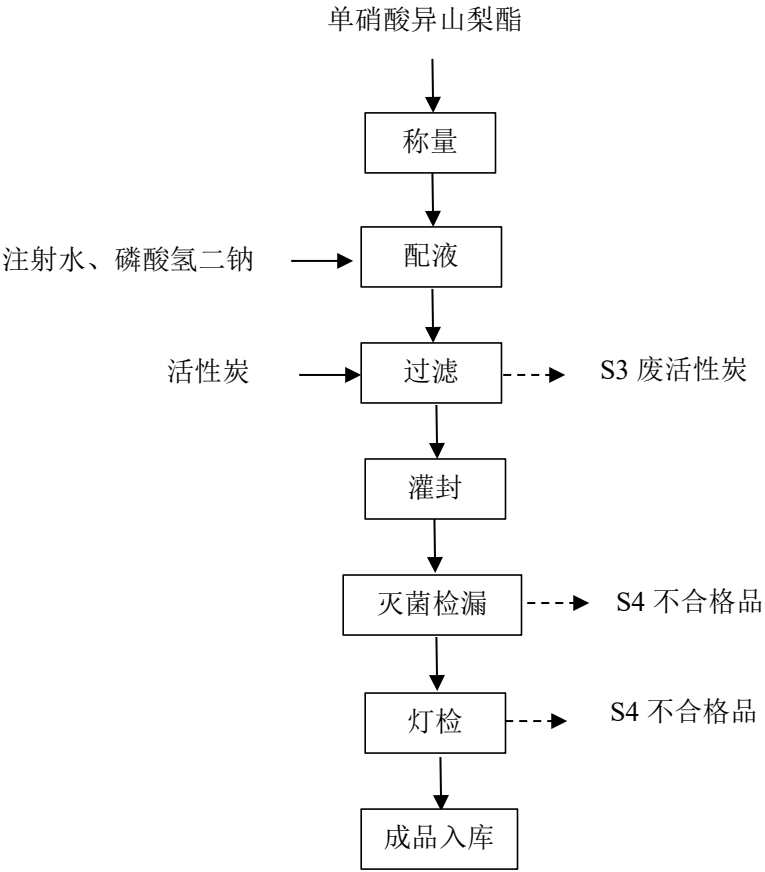 单硝酸异山梨酯
称量
注射水、磷酸氢二钠
配液
活性炭
过滤
S3 废活性炭
灌封
灭菌检漏
S4 不合格品
灯检
S4 不合格品
成品入库